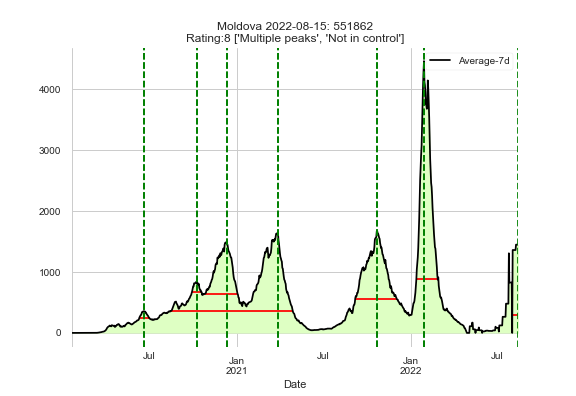 Moldova 2022-08-15: 551862
Rating:8 ['Multiple peaks', 'Not in control']
Average-7d
4000
3000
2000
1000
0
Jul
Jan
2021
Jul
Jan
2022
Jul
Date